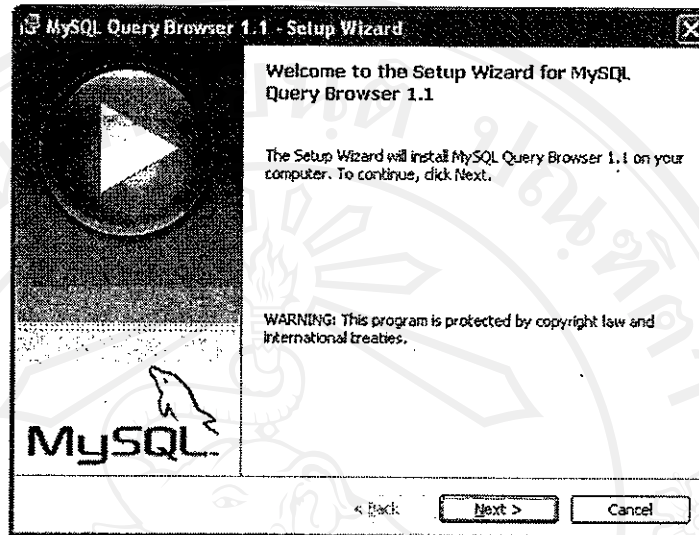 MySQL Query Browser 1.1 - Setup Wizard
Welcome to the Setup Wizard for MySQL
Query Browser 1.1
The Setup Wizard will install MySQL Query Browser 1.1 on your
computer. To continue, click Next.
WARNING: This program is protected by copyright law and
international treaties.
MySQL
< Back
Next >
Cancel